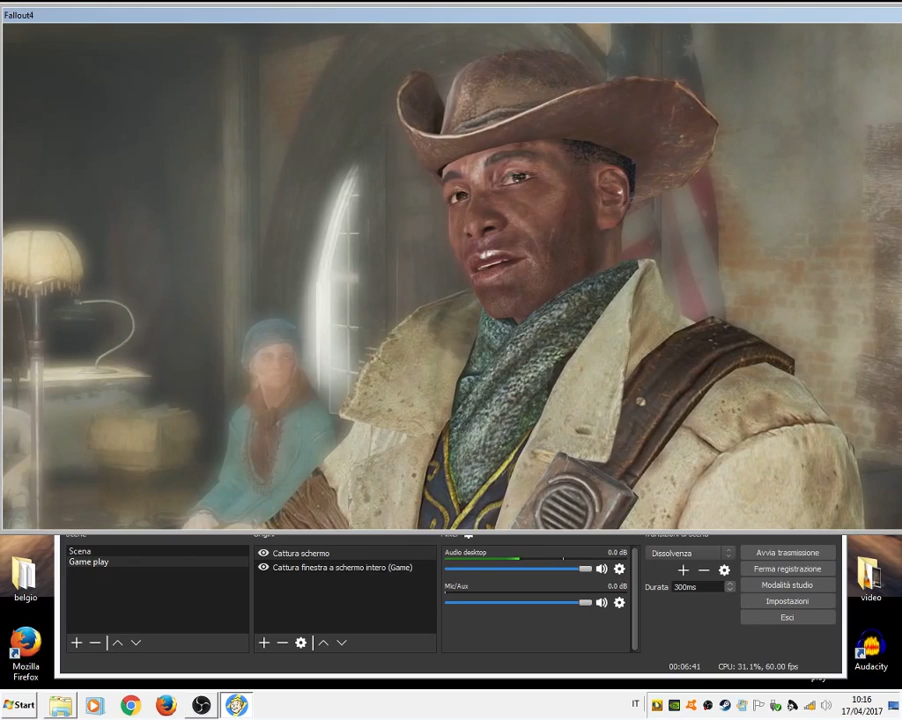 Fallout4
Scena
Game play
Cattura schermo
Cattura finestra a schermo intero (Game)
Audio desktop
0.0 dB
Mic/Aux
0.0 dB
Dissolvenza
Durata
300ms
Avvia trasmissione
Ferma registrazione
Modalità studio
Impostazioni
Esci
00:06:41
CPU: 31.1%, 60.00 fps
belgio
Mozilla
Firefox
video
Audacity
Start
IT
10:16
17/04/2017